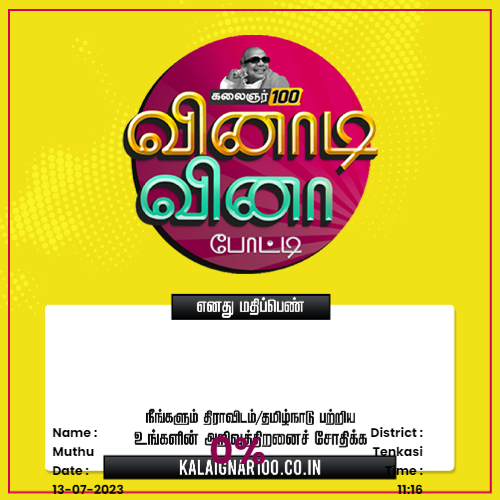 கலைஞர் 100
வினாடி
வினா
போட்டி
எனது மதிப்பெண்
நீங்களும் திராவிடம்/தமிழ்நாடு பற்றிய
உங்களின் அறிவுத்திறனைச் சோதிக்க
0%
KALAIGNAR100.CO.IN
Name :
Muthu
Date :
13-07-2023
District :
Tenkasi
Time :
11:16